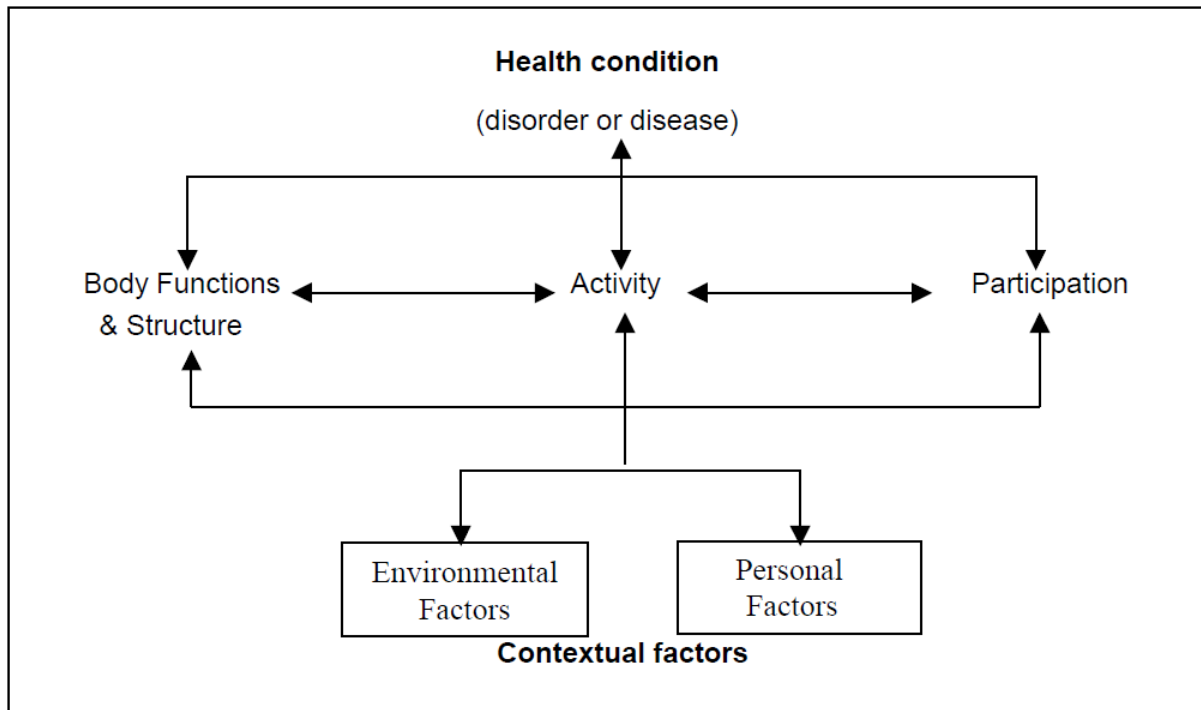 Health condition
(disorder or disease)
Body Functions
& Structure
Activity
Participation
Environmental
Factors
Personal
Factors
Contextual factors